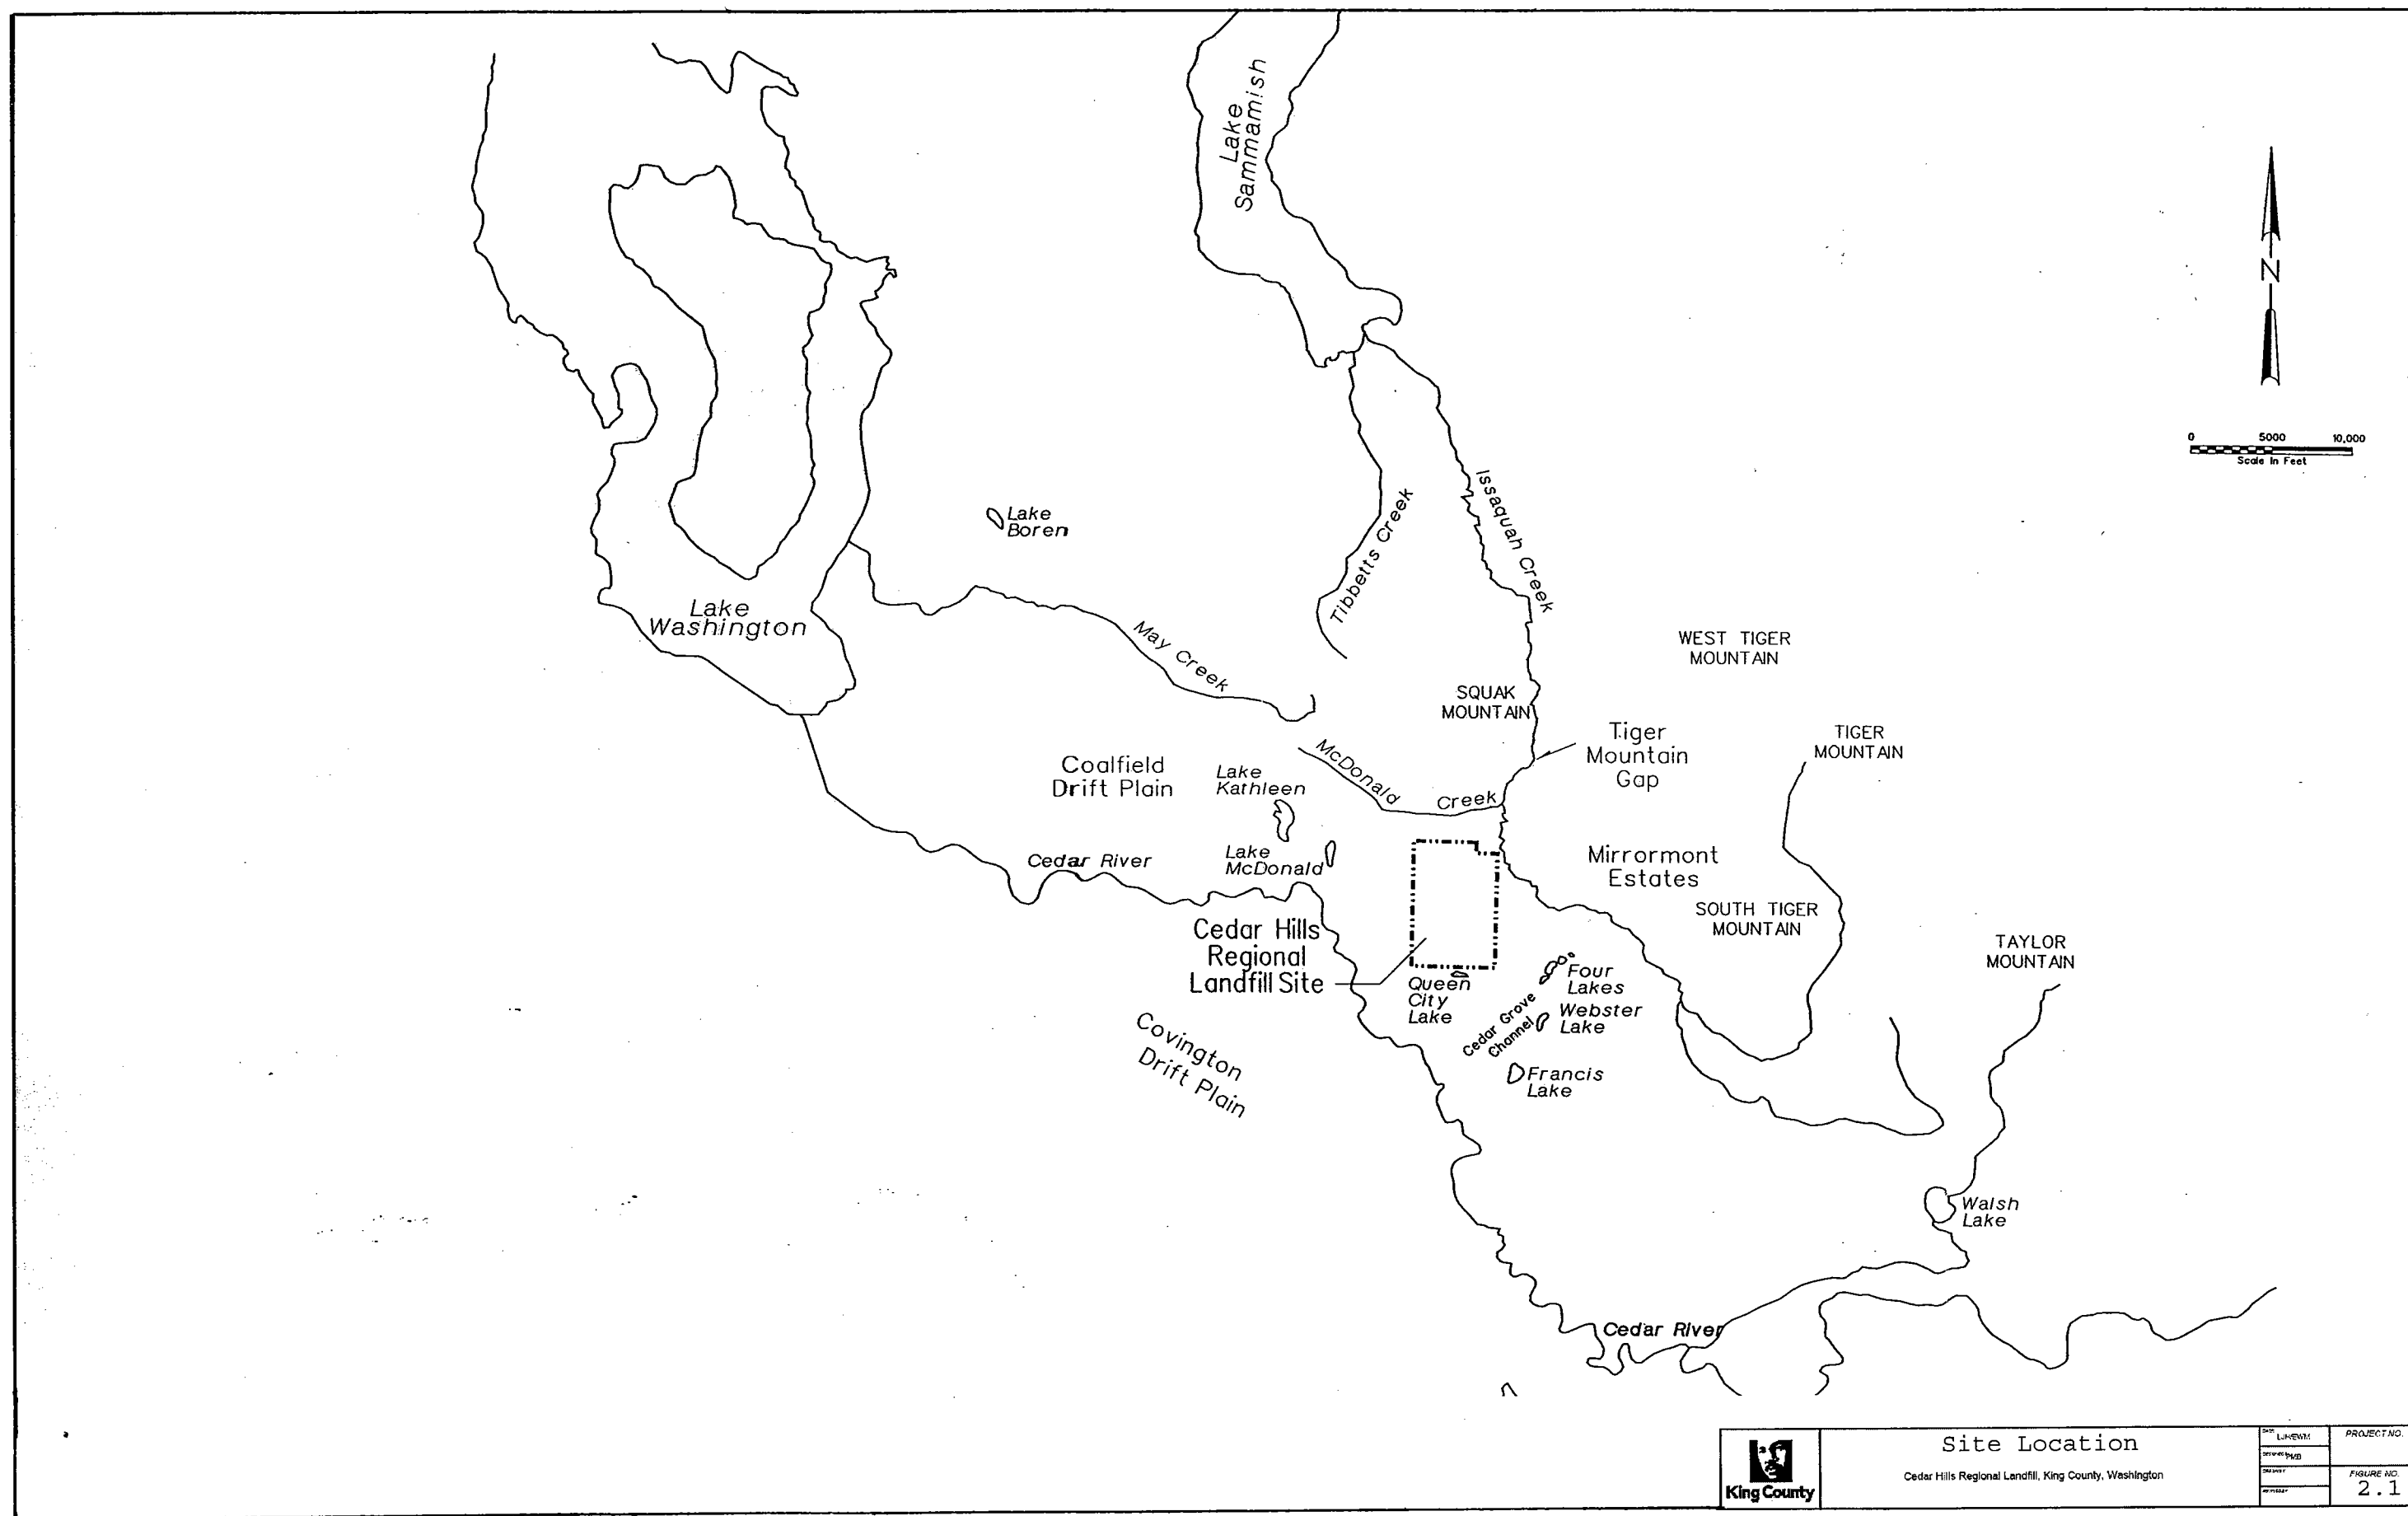 Lake
Sammamish
N
0 5000 10,000
Scale In Feet
Issaquah Creek
Tibbetts Creek
Lake
Boren
Lake
Washington
May Creek
WEST TIGER
MOUNTAIN
SQUAK
MOUNTAIN
Tiger
Mountain
Gap
TIGER
MOUNTAIN
McDonald Creek
Coalfield
Drift Plain
Lake
Kathleen
Lake
McDonald
Cedar River
Mirrormont
Estates
SOUTH TIGER
MOUNTAIN
TAYLOR
MOUNTAIN
Cedar Hills
Regional
Landfill Site
Queen
City
Lake
Four
Lakes
Cedar Grove
Channel
Webster
Lake
Francis
Lake
Covington
Drift Plain
Walsh
Lake
Cedar River
King County
Site Location
Cedar Hills Regional Landfill, King County, Washington
PMB
PROJECT NO.
FIGURE NO.
2.1